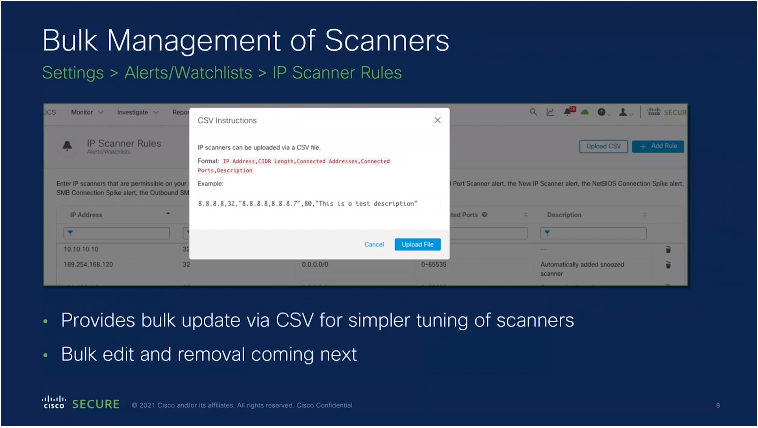 Bulk Management of Scanners
Settings > Alerts/Watchlists > IP Scanner Rules
OCS Monitor Investigate Repor
SECUR
IP Scanner Rules
Alerts/Watchlists
Upload CSV + Add Rule
CSV Instructions
IP scanners can be uploaded via a CSV file.
Format: IP Address,CIDR Length,Connected Addresses,Connected
Ports,Description
Example:
8.8.8.8,32,"8.8.8.8,8.8.8.7",80,"This is a test description"
Cancel Upload File
Enter IP scanners that are permissible on your
Port Scanner alert, the New IP Scanner alert, the NetBIOS Connection Spike alert,
SMB Connection Spike alert, the Outbound SM
IP Address ted Ports Description
10.10.10.10 32 ---
169.254.168.120 32 0.0.0.0/0 0-65535 Automatically added snoozed
scanner
• Provides bulk update via CSV for simpler tuning of scanners
• Bulk edit and removal coming next
cisco SECURE © 2021 Cisco and/or its affiliates. All rights reserved. Cisco Confidential 8